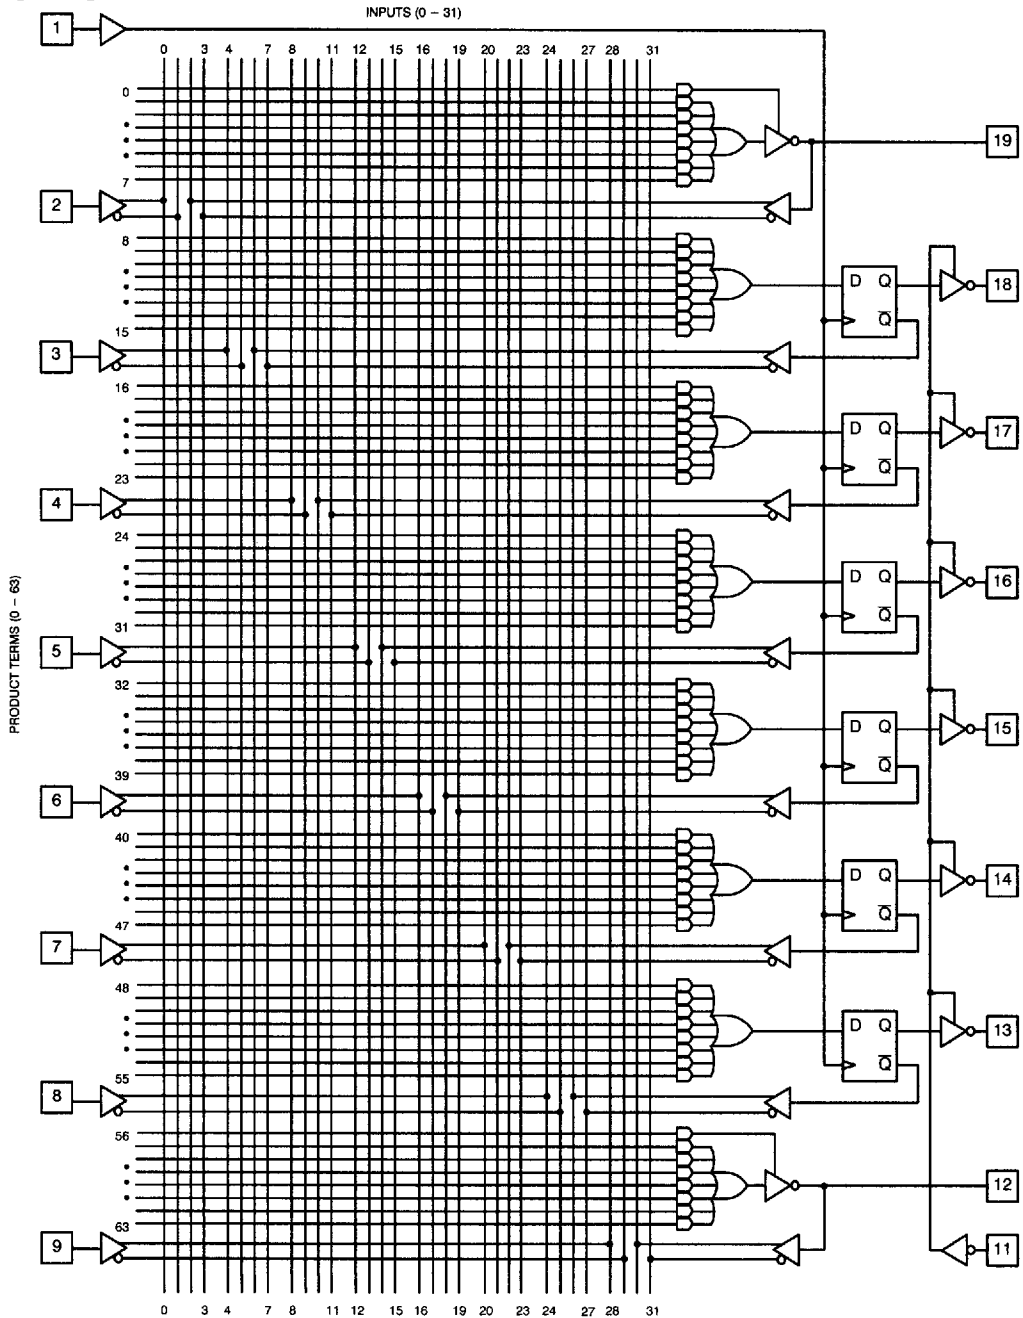 INPUTS (0 – 31)
1
0 3 4 7 8 11 12 15 16 19 20 23 24 27 28 31
0
19
7
2
8
18
D Q
Q̅
15
3
16
17
D Q
Q̅
23
4
24
16
D Q
Q̅
31
5
PRODUCT TERMS (0 – 63)
32
15
D Q
Q̅
39
6
40
14
D Q
Q̅
47
7
48
13
D Q
Q̅
55
8
56
12
63
9
11
0 3 4 7 8 11 12 15 16 19 20 23 24 27 28 31